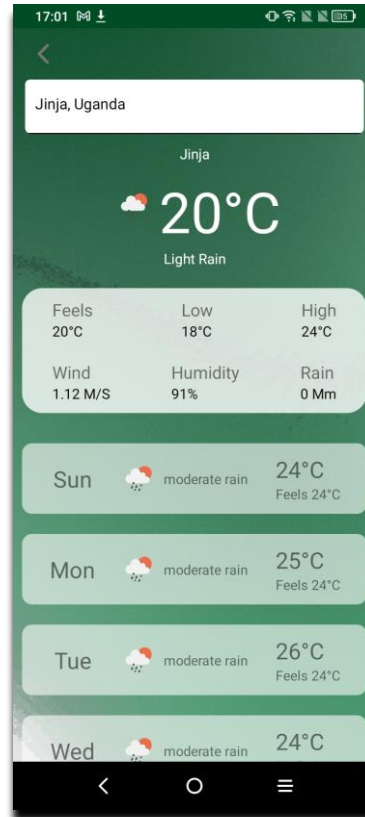 17:01
Jinja, Uganda
Jinja
20°C
Light Rain
Feels Low High
20°C 18°C 24°C
Wind Humidity Rain
1.12 M/S 91% 0 Mm
Sun moderate rain 24°C
Feels 24°C
Mon moderate rain 25°C
Feels 24°C
Tue moderate rain 26°C
Feels 24°C
Wed moderate rain 24°C